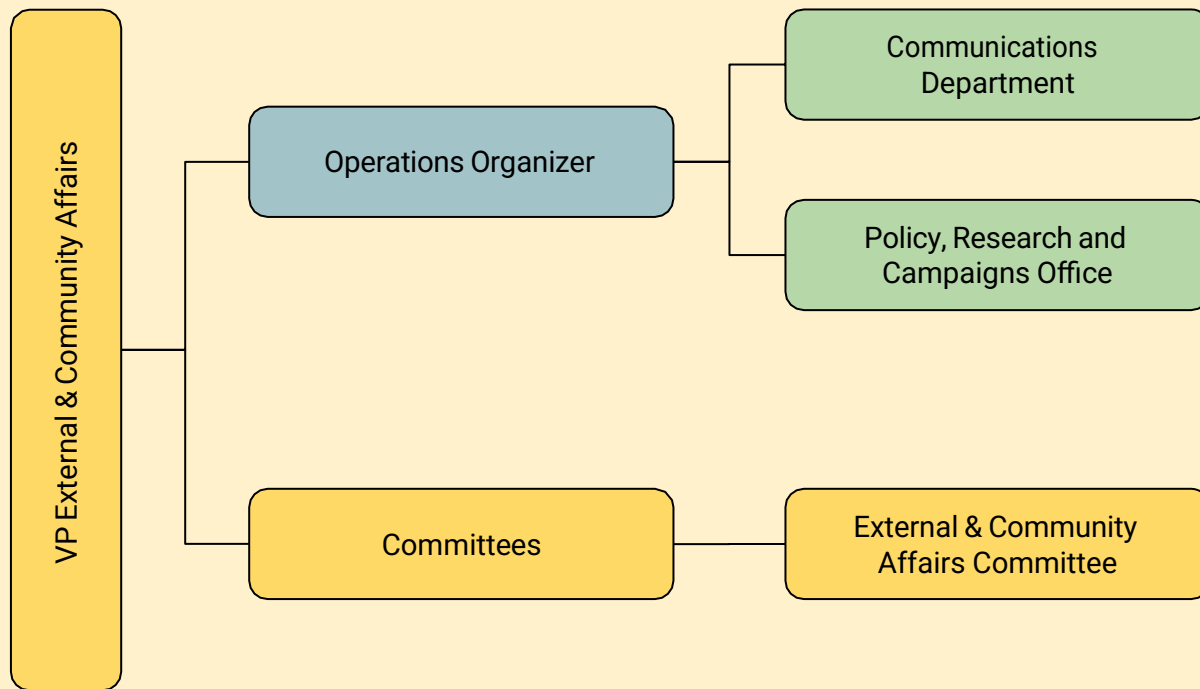 VP External & Community Affairs
Operations Organizer
Communications
Department
Policy, Research and
Campaigns Office
Committees
External & Community
Affairs Committee